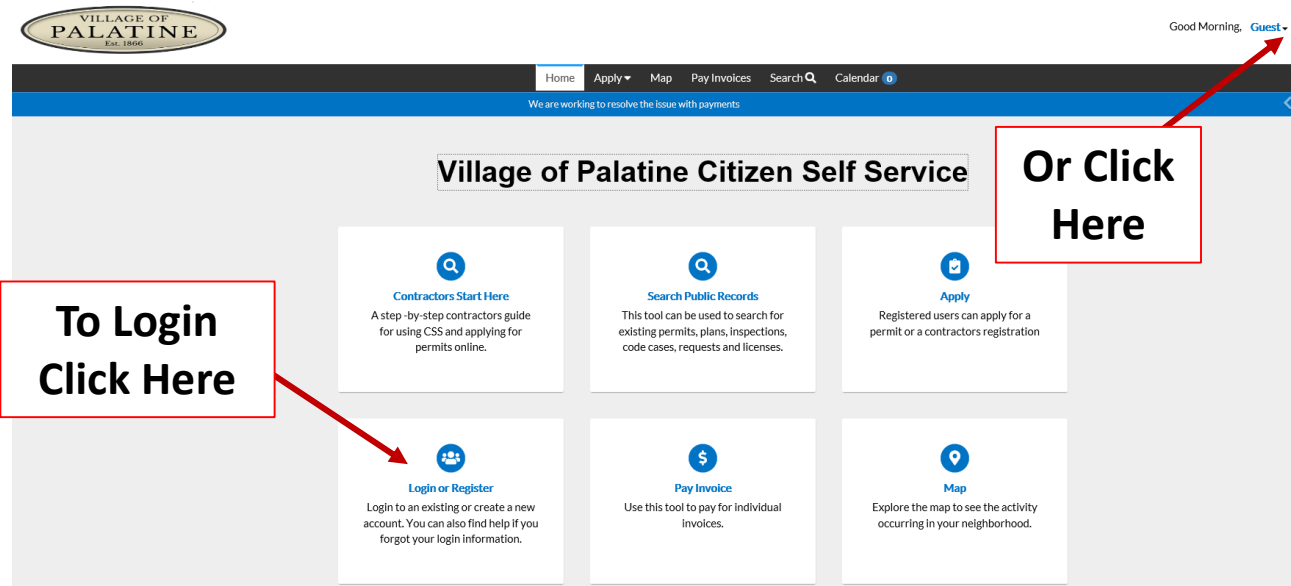 VILLAGE OF
PALATINE
Est. 1866
Good Morning, Guest
Home Apply Map Pay Invoices Search Calendar 0
We are working to resolve the issue with payments
Village of Palatine Citizen Self Service
Or Click
Here
Contractors Start Here
A step -by-step contractors guide
for using CSS and applying for
permits online.
Search Public Records
This tool can be used to search for
existing permits, plans, inspections,
code cases, requests and licenses.
Apply
Registered users can apply for a
permit or a contractors registration
To Login
Click Here
Login or Register
Login to an existing or create a new
account. You can also find help if you
forgot your login information.
Pay Invoice
Use this tool to pay for individual
invoices.
Map
Explore the map to see the activity
occurring in your neighborhood.